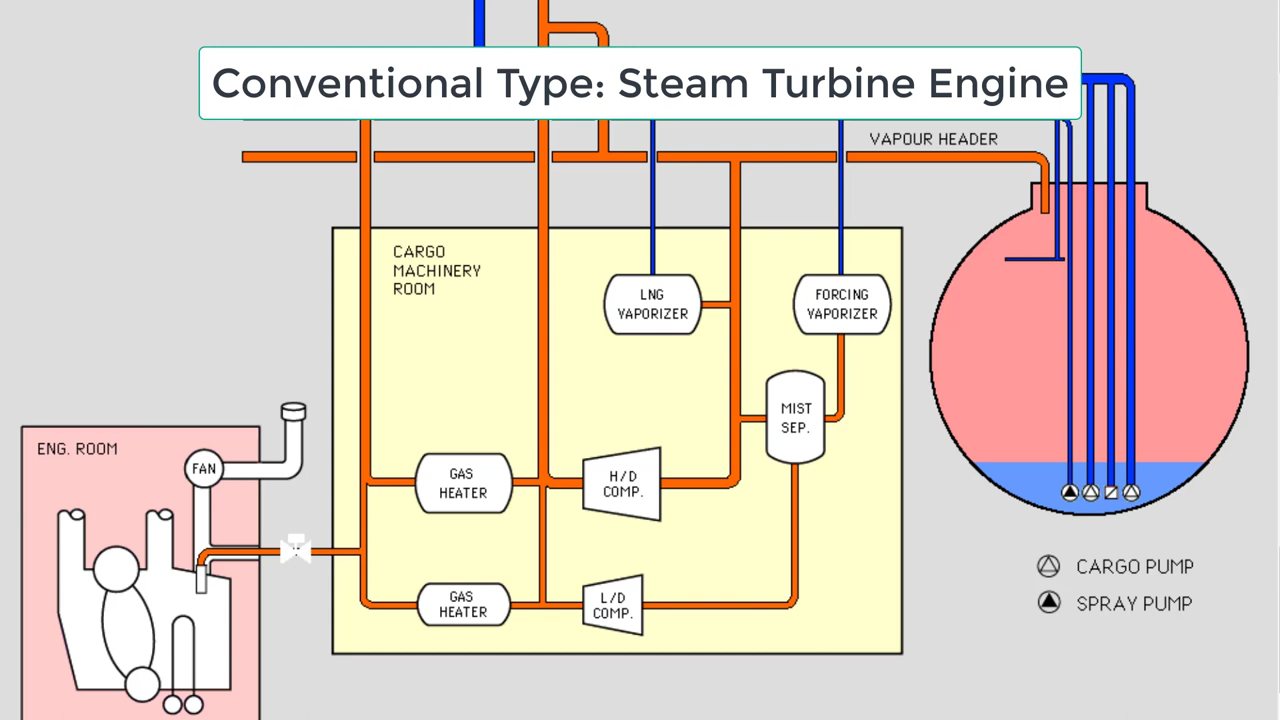 Conventional Type: Steam Turbine Engine
VAPOUR HEADER
CARGO
MACHINERY
ROOM
LNG
VAPORIZER
FORCING
VAPORIZER
MIST
SEP.
ENG. ROOM
FAN
GAS
HEATER
H/D
COMP.
GAS
HEATER
L/D
COMP.
CARGO PUMP
SPRAY PUMP